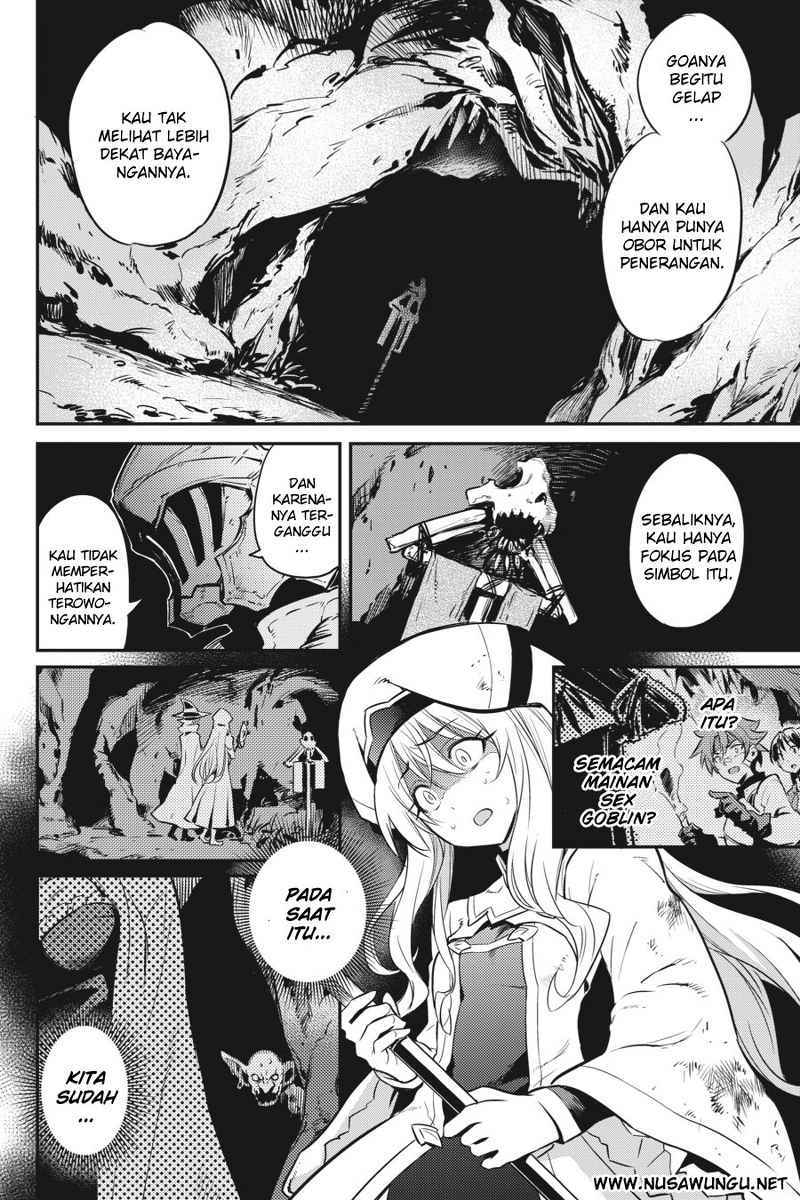 GOANYA
BEGITU
GELAP
...
DAN KAU
HANYA PUNYA
OBOR UNTUK
PENERANGAN.
KAU TAK
MELIHAT LEBIH
DEKAT BAYA-
NGANNYA.
SEBALIKNYA,
KAU HANYA
FOKUS PADA
SIMBOL ITU.
DAN
KARENA-
NYA TER-
GANGGU
...
KAU TIDAK
MEMPER-
HATIKAN
TEROWO-
NGANNYA.
APA
ITU?
SEMACAM
MAINAN
SEX
GOBLIN?
PADA
SAAT
ITU...
KITA
SUDAH
...
WWW.NUSAWUNGU.NET